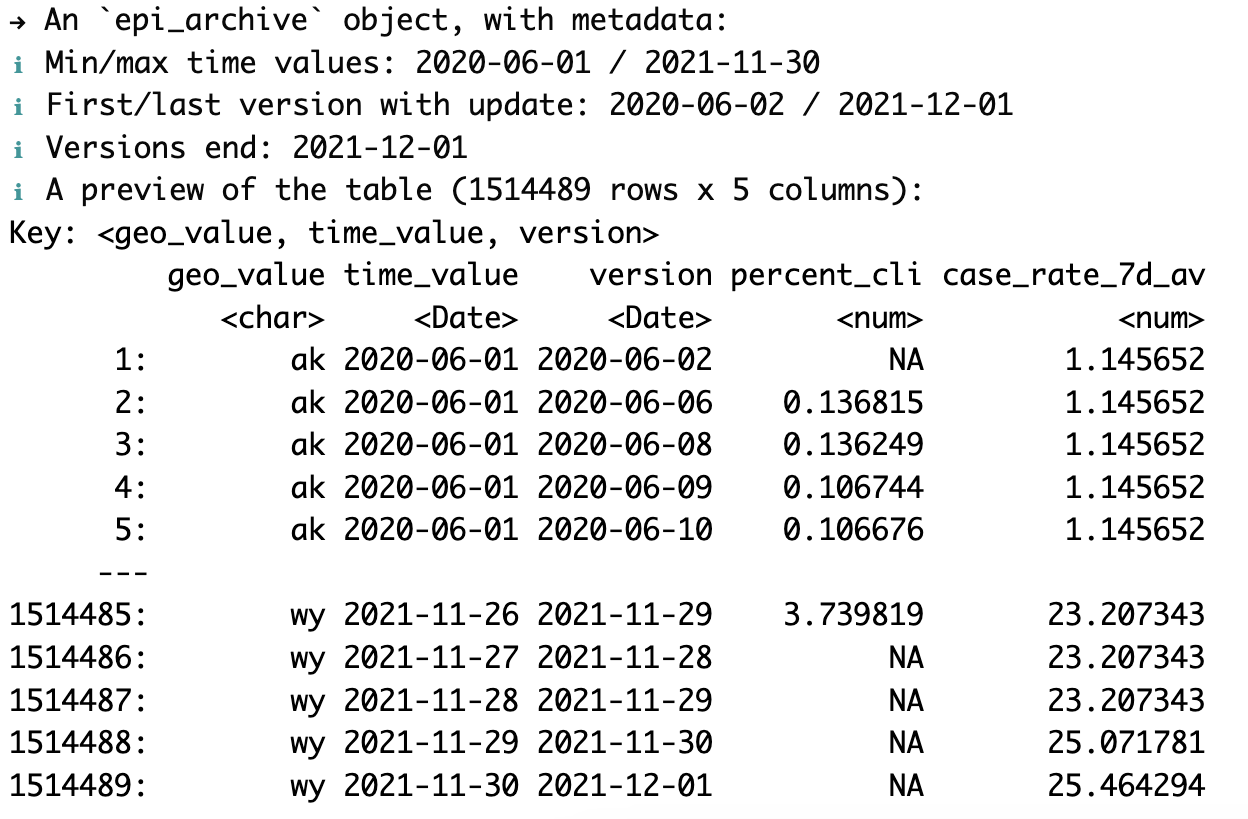 → An `epi_archive` object, with metadata:
ℹ Min/max time values: 2020-06-01 / 2021-11-30
ℹ First/last version with update: 2020-06-02 / 2021-12-01
ℹ Versions end: 2021-12-01
ℹ A preview of the table (1514489 rows x 5 columns):
Key: <geo_value, time_value, version>
geo_value time_value version percent_cli case_rate_7d_av
<char> <Date> <Date> <num> <num>
1: ak 2020-06-01 2020-06-02 NA 1.145652
2: ak 2020-06-01 2020-06-06 0.136815 1.145652
3: ak 2020-06-01 2020-06-08 0.136249 1.145652
4: ak 2020-06-01 2020-06-09 0.106744 1.145652
5: ak 2020-06-01 2020-06-10 0.106676 1.145652
---
1514485: wy 2021-11-26 2021-11-29 3.739819 23.207343
1514486: wy 2021-11-27 2021-11-28 NA 23.207343
1514487: wy 2021-11-28 2021-11-29 NA 23.207343
1514488: wy 2021-11-29 2021-11-30 NA 25.071781
1514489: wy 2021-11-30 2021-12-01 NA 25.464294